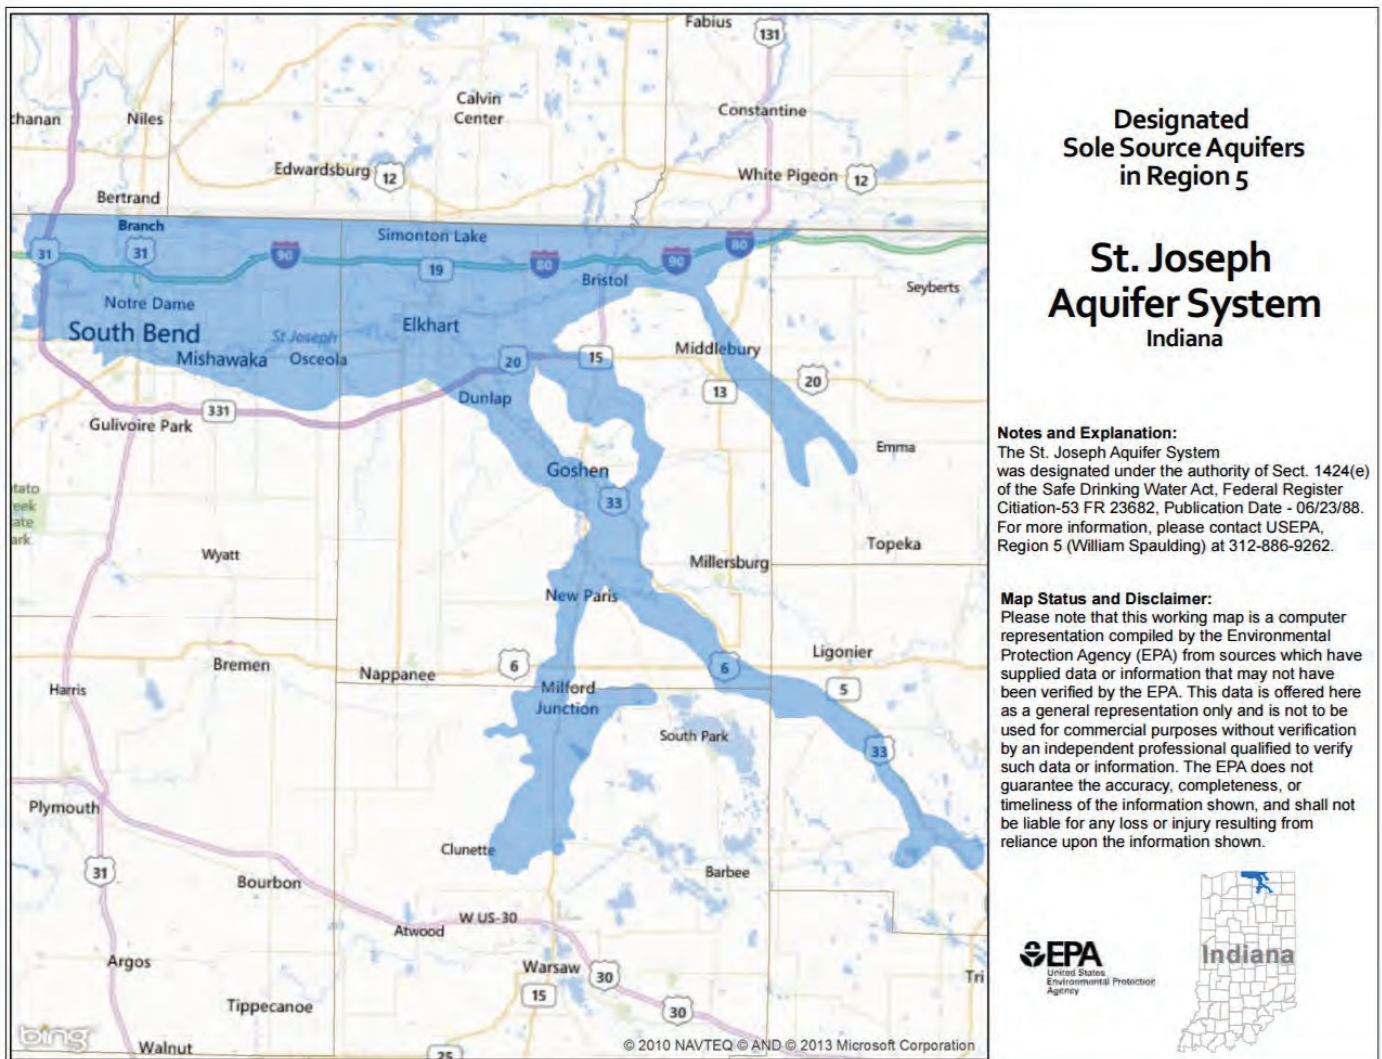 Fabius
131
Calvin
Center
chanan
Niles
Constantine
Edwardsburg
12
White Pigeon
12
Bertrand
Branch
Simonton Lake
31
31
90
19
80
90
80
Bristol
Seyberts
Notre Dame
South Bend
St Joseph
Elkhart
Mishawaka
Osceola
20
15
Middlebury
20
13
Dunlap
331
Gulivoire Park
Emma
Goshen
33
tato
eek
ate
ark
Wyatt
Topeka
Millersburg
New Paris
Ligonier
Bremen
6
6
Nappanee
Harris
Milford
Junction
5
South Park
33
Plymouth
Clunette
31
Bourbon
Barbee
W US-30
Atwood
Argos
Warsaw
30
Tri
15
Tippecanoe
30
bing
Walnut
25
© 2010 NAVTEQ © AND © 2013 Microsoft Corporation
Designated
Sole Source Aquifers
in Region 5
St. Joseph
Aquifer System
Indiana
Notes and Explanation:
The St. Joseph Aquifer System
was designated under the authority of Sect. 1424(e)
of the Safe Drinking Water Act, Federal Register
Citiation-53 FR 23682, Publication Date - 06/23/88.
For more information, please contact USEPA,
Region 5 (William Spaulding) at 312-886-9262.
Map Status and Disclaimer:
Please note that this working map is a computer
representation compiled by the Environmental
Protection Agency (EPA) from sources which have
supplied data or information that may not have
been verified by the EPA. This data is offered here
as a general representation only and is not to be
used for commercial purposes without verification
by an independent professional qualified to verify
such data or information. The EPA does not
guarantee the accuracy, completeness, or
timeliness of the information shown, and shall not
be liable for any loss or injury resulting from
reliance upon the information shown.
EPA
United States
Environmental Protection
Agency
Indiana